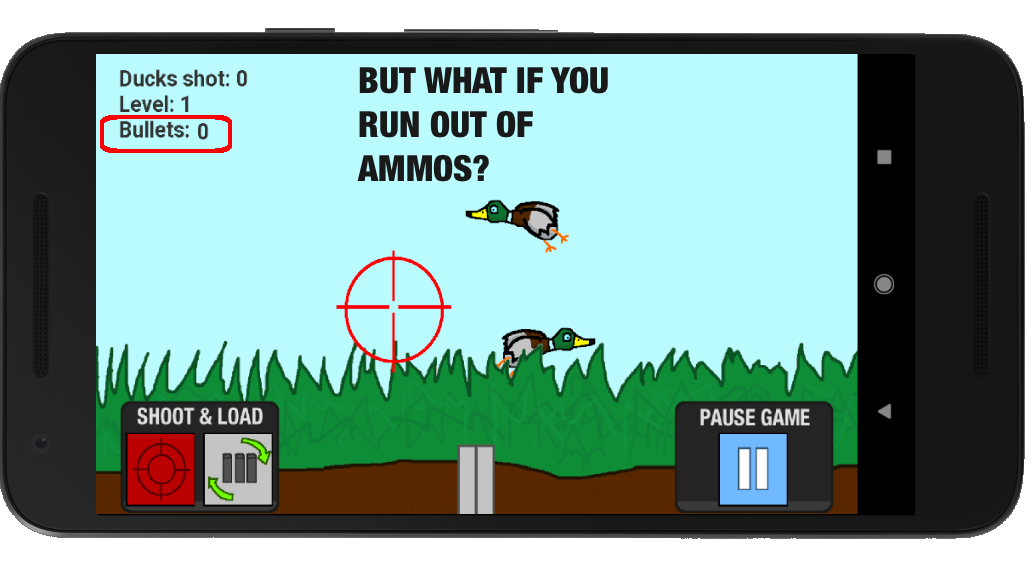 Ducks shot: 0
Level: 1
Bullets: 0
BUT WHAT IF YOU
RUN OUT OF
AMMOS?
SHOOT & LOAD
PAUSE GAME